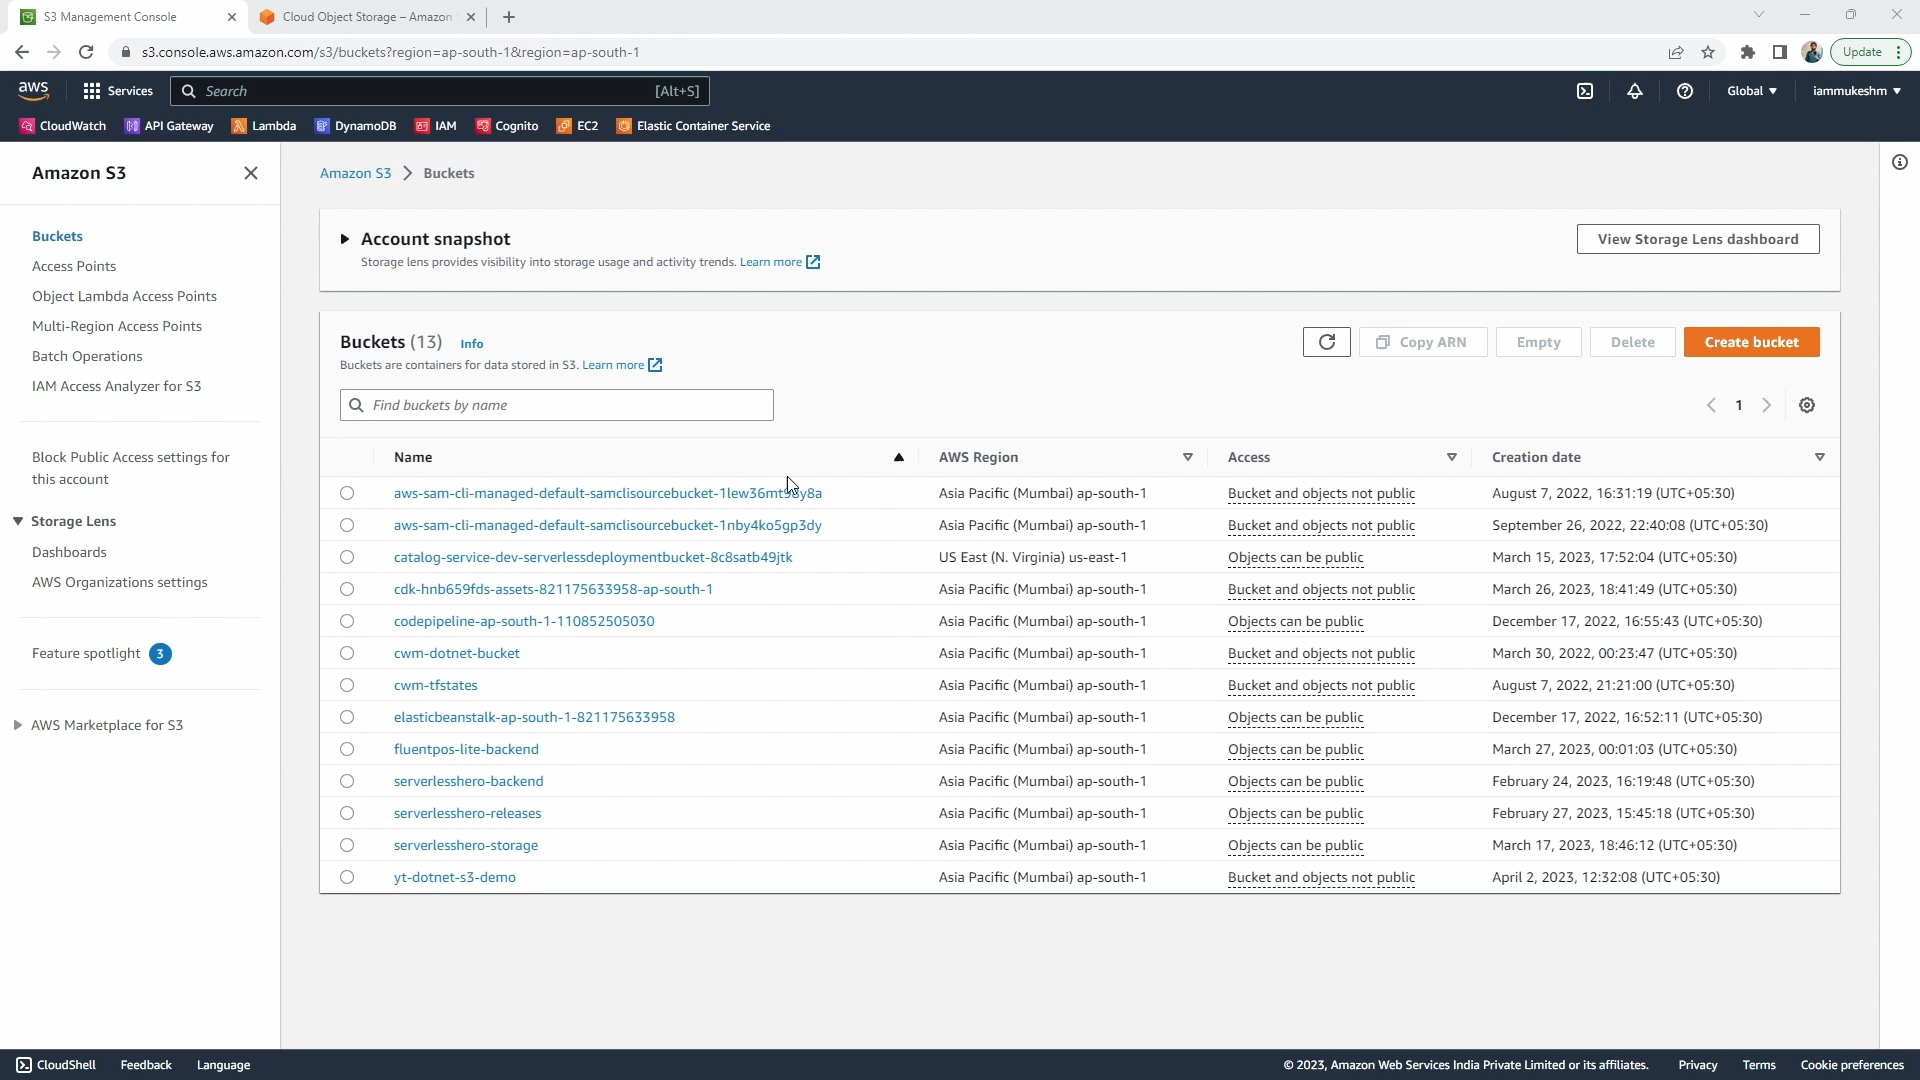 S3 Management Console
Cloud Object Storage – Amazon
s3.console.aws.amazon.com/s3/buckets?region=ap-south-1&region=ap-south-1
Update
aws
Services
Search
[Alt+S]
Global
iammukeshm
CloudWatch
API Gateway
Lambda
DynamoDB
IAM
Cognito
EC2
Elastic Container Service
Amazon S3
Buckets
Access Points
Object Lambda Access Points
Multi-Region Access Points
Batch Operations
IAM Access Analyzer for S3
Block Public Access settings for
this account
Storage Lens
Dashboards
AWS Organizations settings
Feature spotlight 3
AWS Marketplace for S3
Amazon S3 > Buckets
Account snapshot
Storage lens provides visibility into storage usage and activity trends. Learn more
View Storage Lens dashboard
Buckets (13) Info
Buckets are containers for data stored in S3. Learn more
Copy ARN
Empty
Delete
Create bucket
Find buckets by name
1
Name AWS Region Access Creation date
Asia Pacific (Mumbai) ap-south-1 Bucket and objects not public August 7, 2022, 16:31:19 (UTC+05:30)
aws-sam-cli-managed-default-samclisourcebucket-1nby4ko5gp3dy Asia Pacific (Mumbai) ap-south-1 Bucket and objects not public September 26, 2022, 22:40:08 (UTC+05:30)
catalog-service-dev-serverlessdeploymentbucket-8c8satb49jtk US East (N. Virginia) us-east-1 Objects can be public March 15, 2023, 17:52:04 (UTC+05:30)
cdk-hnb659fds-assets-821175633958-ap-south-1 Asia Pacific (Mumbai) ap-south-1 Bucket and objects not public March 26, 2023, 18:41:49 (UTC+05:30)
codepipeline-ap-south-1-110852505030 Asia Pacific (Mumbai) ap-south-1 Objects can be public December 17, 2022, 16:55:43 (UTC+05:30)
cwm-dotnet-bucket Asia Pacific (Mumbai) ap-south-1 Bucket and objects not public March 30, 2022, 00:23:47 (UTC+05:30)
cwm-tfstates Asia Pacific (Mumbai) ap-south-1 Bucket and objects not public August 7, 2022, 21:21:00 (UTC+05:30)
elasticbeanstalk-ap-south-1-821175633958 Asia Pacific (Mumbai) ap-south-1 Objects can be public December 17, 2022, 16:52:11 (UTC+05:30)
fluentpos-lite-backend Asia Pacific (Mumbai) ap-south-1 Objects can be public March 27, 2023, 00:01:03 (UTC+05:30)
serverlesshero-backend Asia Pacific (Mumbai) ap-south-1 Objects can be public February 24, 2023, 16:19:48 (UTC+05:30)
serverlesshero-releases Asia Pacific (Mumbai) ap-south-1 Objects can be public February 27, 2023, 15:45:18 (UTC+05:30)
serverlesshero-storage Asia Pacific (Mumbai) ap-south-1 Objects can be public March 17, 2023, 18:46:12 (UTC+05:30)
yt-dotnet-s3-demo Asia Pacific (Mumbai) ap-south-1 Bucket and objects not public April 2, 2023, 12:32:08 (UTC+05:30)
CloudShell
Feedback
Language
© 2023, Amazon Web Services India Private Limited or its affiliates.
Privacy
Terms
Cookie preferences